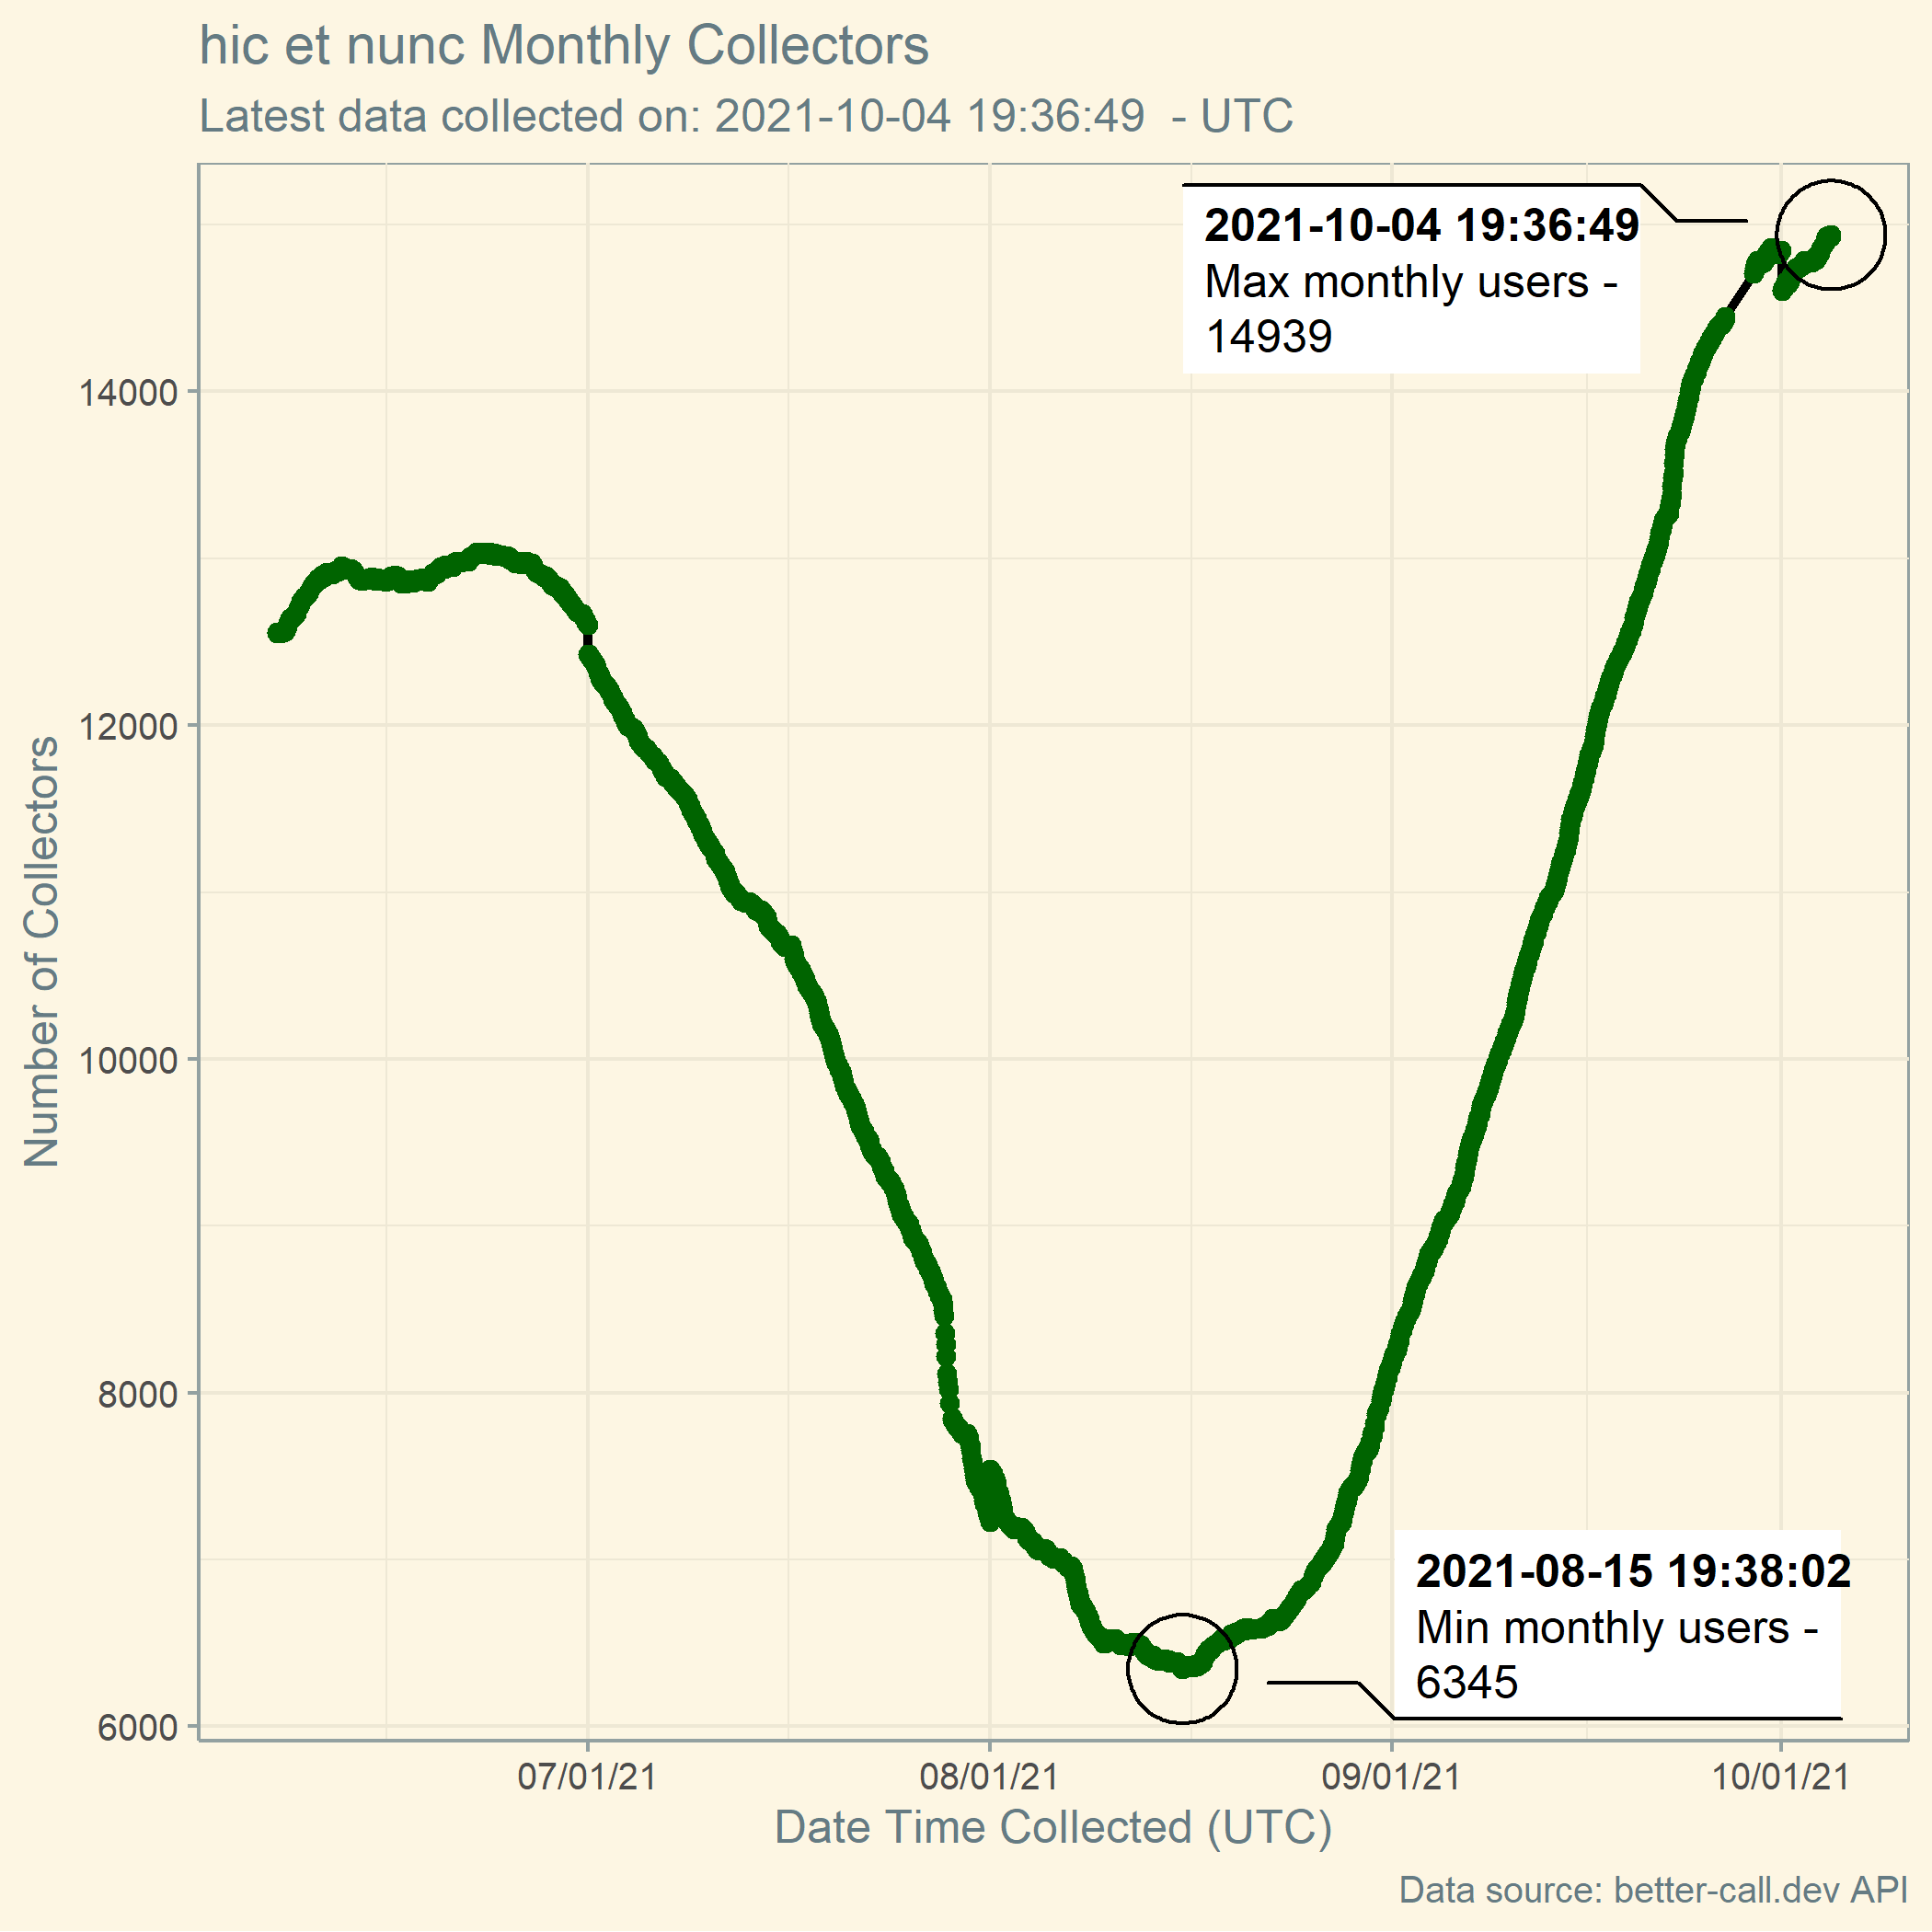 hic et nunc Monthly Collectors
Latest data collected on: 2021-10-04 19:36:49  - UTC
2021-10-04 19:36:49
Max monthly users -
14939
14000
12000
10000
8000
6000
Number of Collectors
2021-08-15 19:38:02
Min monthly users -
6345
07/01/21
08/01/21
09/01/21
10/01/21
Date Time Collected (UTC)
Data source: better-call.dev API